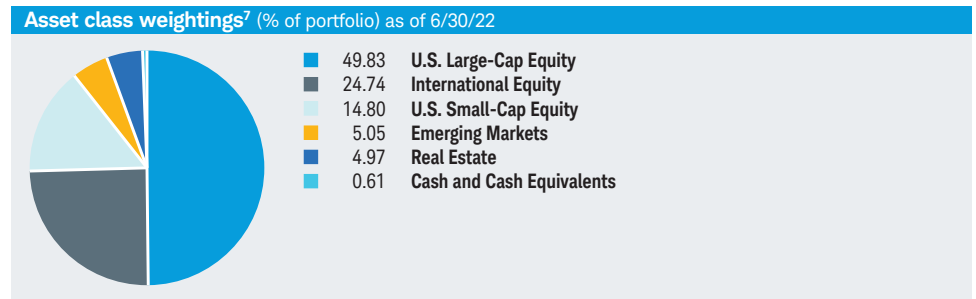 Asset class weightings7 (% of portfolio) as of 6/30/22
49.83 U.S. Large-Cap Equity
24.74 International Equity
14.80 U.S. Small-Cap Equity
5.05 Emerging Markets
4.97 Real Estate
0.61 Cash and Cash Equivalents